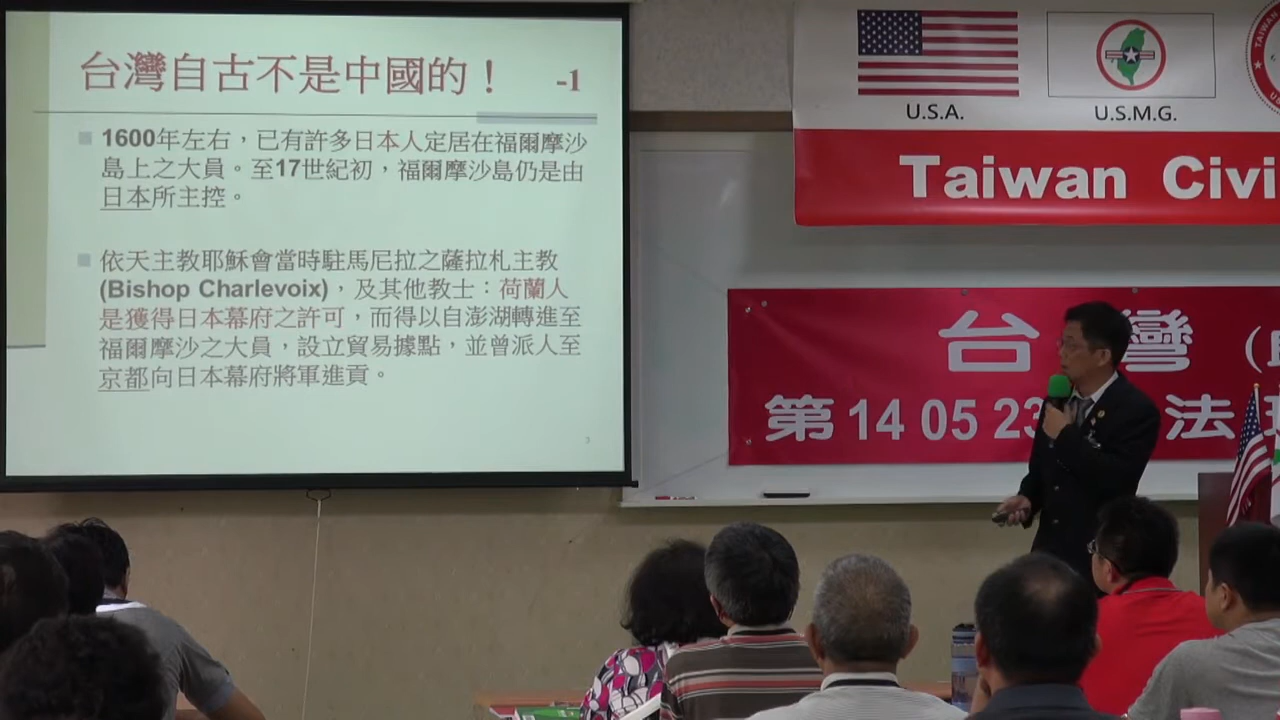 台灣自古不是中國的！ -1
1600年左右，已有許多日本人定居在福爾摩沙
島上之大員。至17世紀初，福爾摩沙島仍是由
日本所主控。
依天主教耶穌會當時駐馬尼拉之薩拉札主教
(Bishop Charlevoix)，及其他教士：荷蘭人
是獲得日本幕府之許可，而得以自澎湖轉進至
福爾摩沙之大員，設立貿易據點，並曾派人至
京都向日本幕府將軍進貢。
3
U.S.A.
U.S.M.G.
Taiwan Civi
台灣（
第14 05 23
法